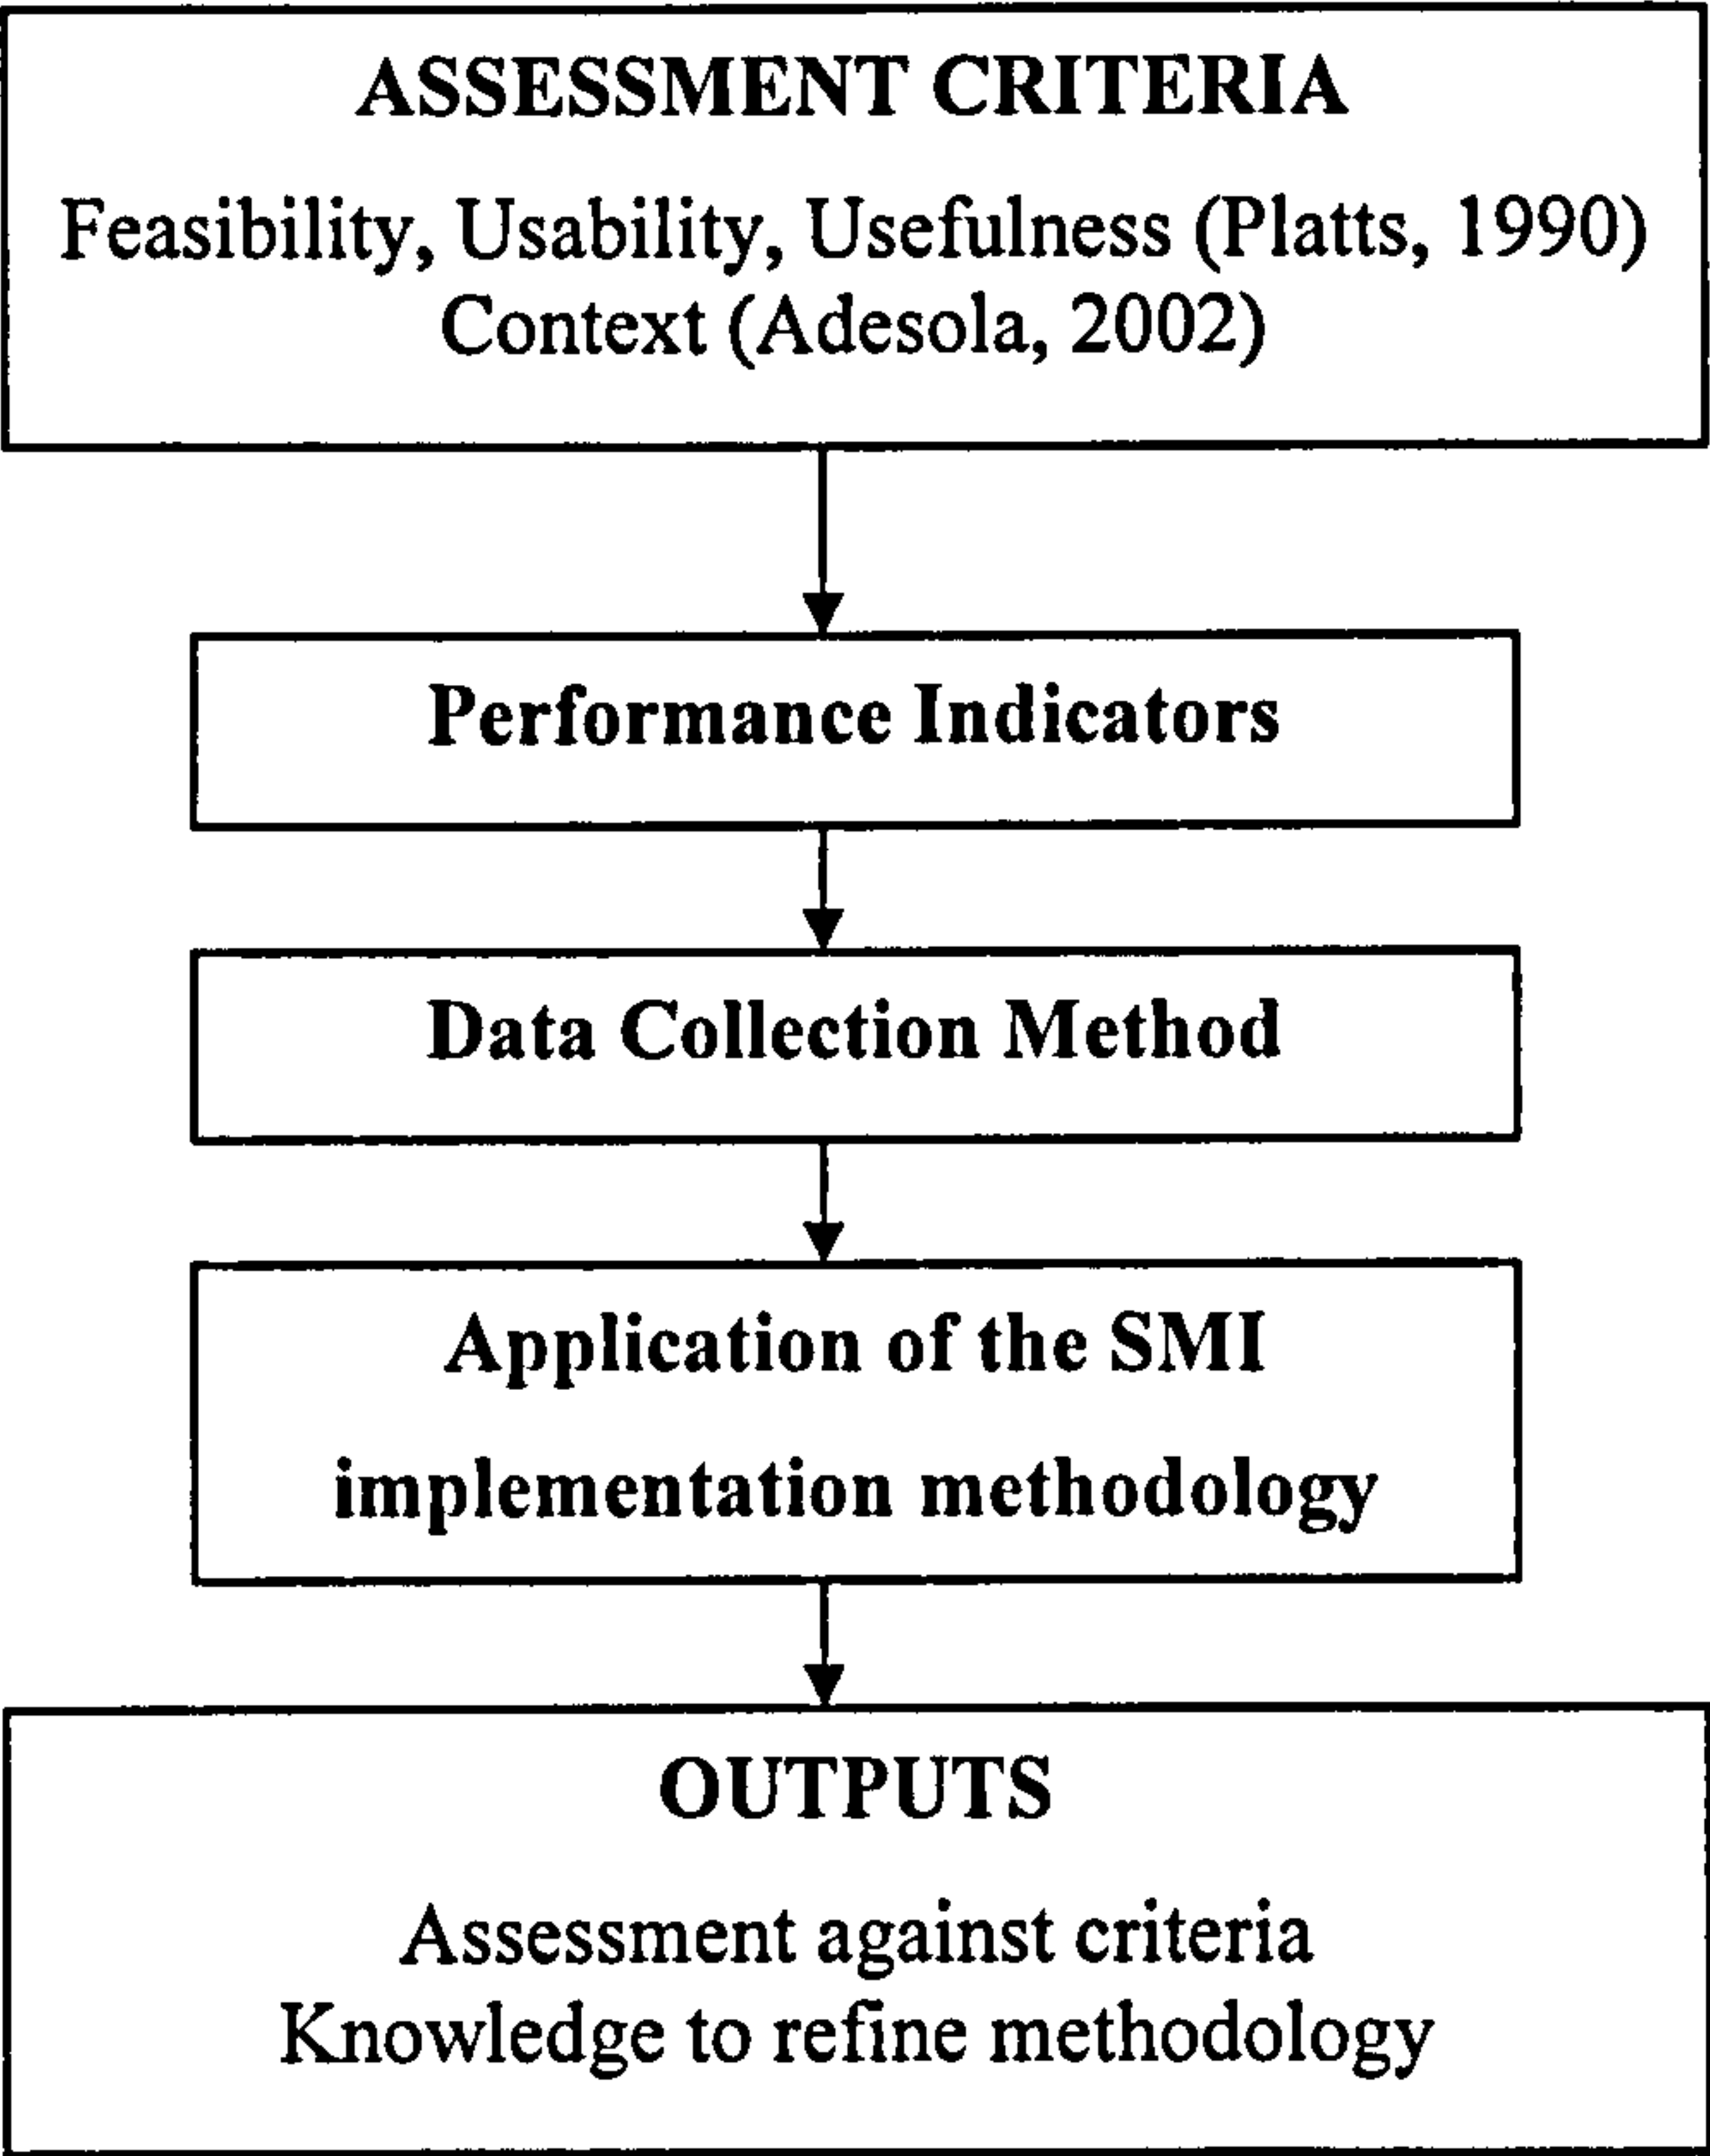 ASSESSMENT CRITERIA
Feasibility, Usability, Usefulness (Platts, 1990)
Context (Adesola, 2002)
Performance Indicators
Data Collection Method
Application of the SMI
implementation methodology
OUTPUTS
Assessment against criteria
Knowledge to refine methodology